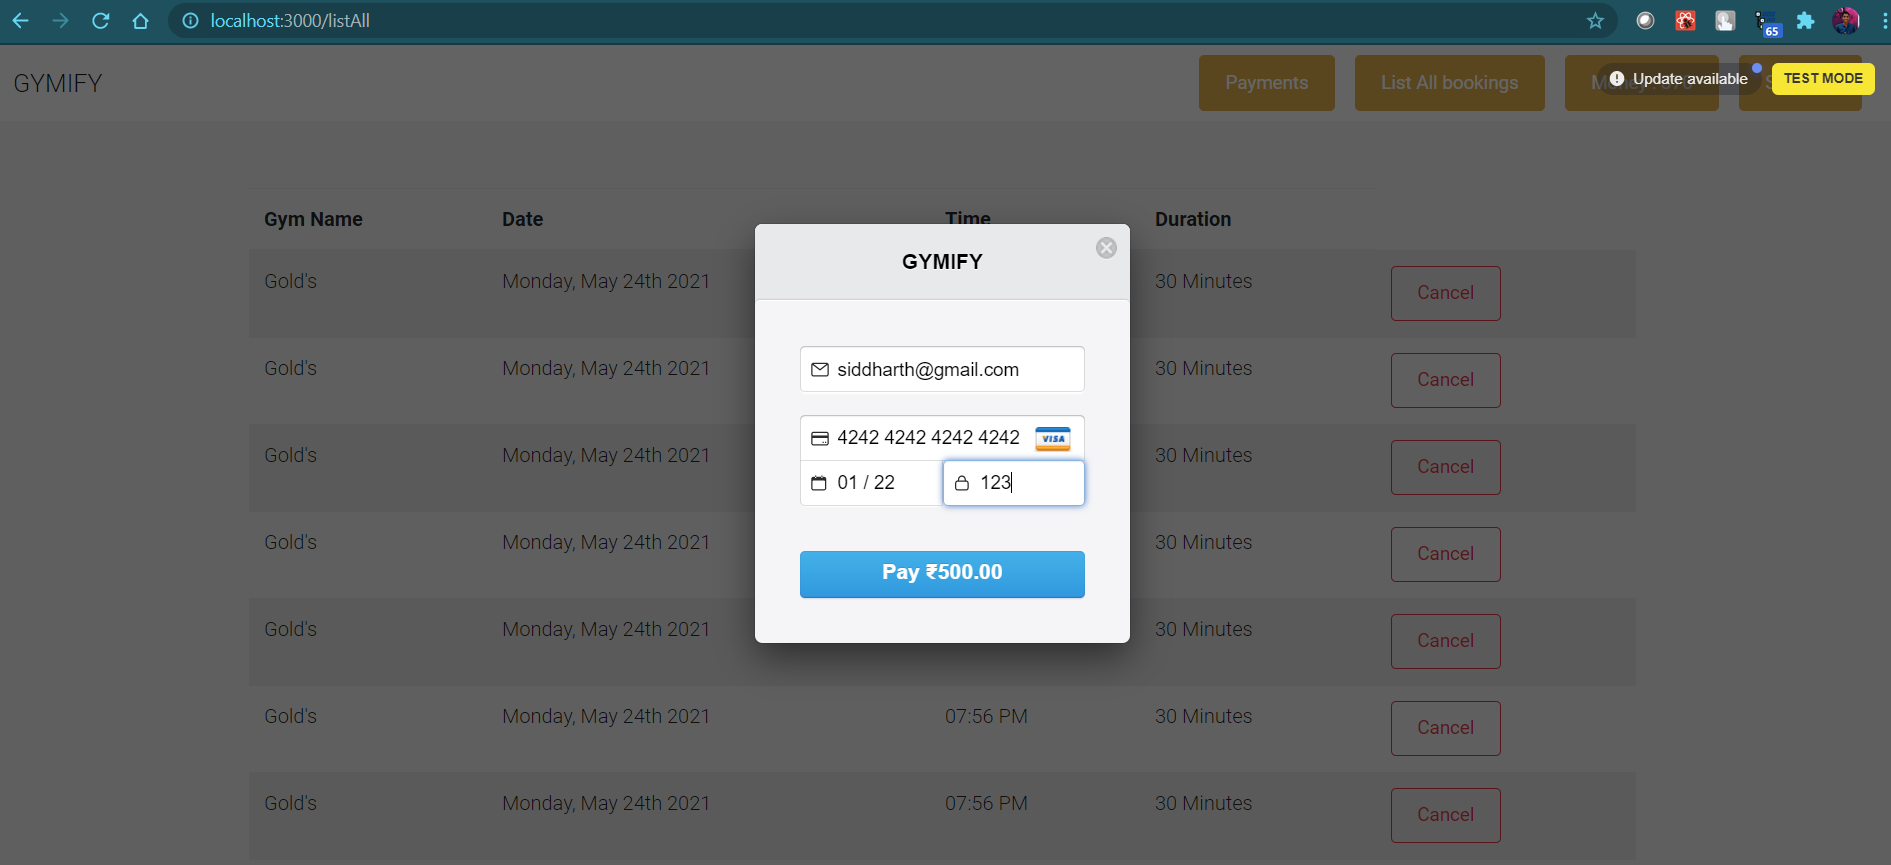 localhost:3000/listAll
65
GYMIFY
Payments
List All bookings
Update available
TEST MODE
Gym Name Date Time Duration
Gold's Monday, May 24th 2021 30 Minutes Cancel
Gold's Monday, May 24th 2021 30 Minutes Cancel
Gold's Monday, May 24th 2021 30 Minutes Cancel
Gold's Monday, May 24th 2021 30 Minutes Cancel
Gold's Monday, May 24th 2021 30 Minutes Cancel
Gold's Monday, May 24th 2021 07:56 PM 30 Minutes Cancel
Gold's Monday, May 24th 2021 07:56 PM 30 Minutes Cancel
GYMIFY
siddharth@gmail.com
4242 4242 4242 4242 VISA
01 / 22 123
Pay ₹500.00